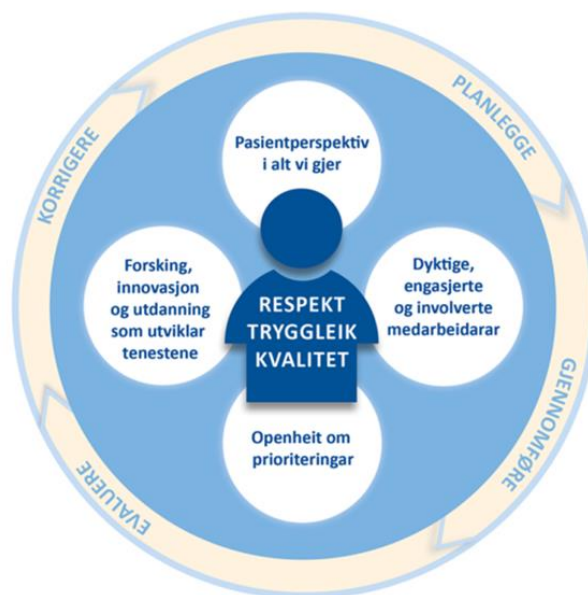 KORRIGERE
PLANLEGGE
Pasientperspektiv
i alt vi gjer
Forsking,
innovasjon
og utdanning
som utviklar
tenestene
RESPEKT
TRYGGLEIK
KVALITET
Dyktige,
engasjerte
og involverte
medarbeidarar
Openheit om
prioriteringar
EVALUERE
GJENNOMFØRE